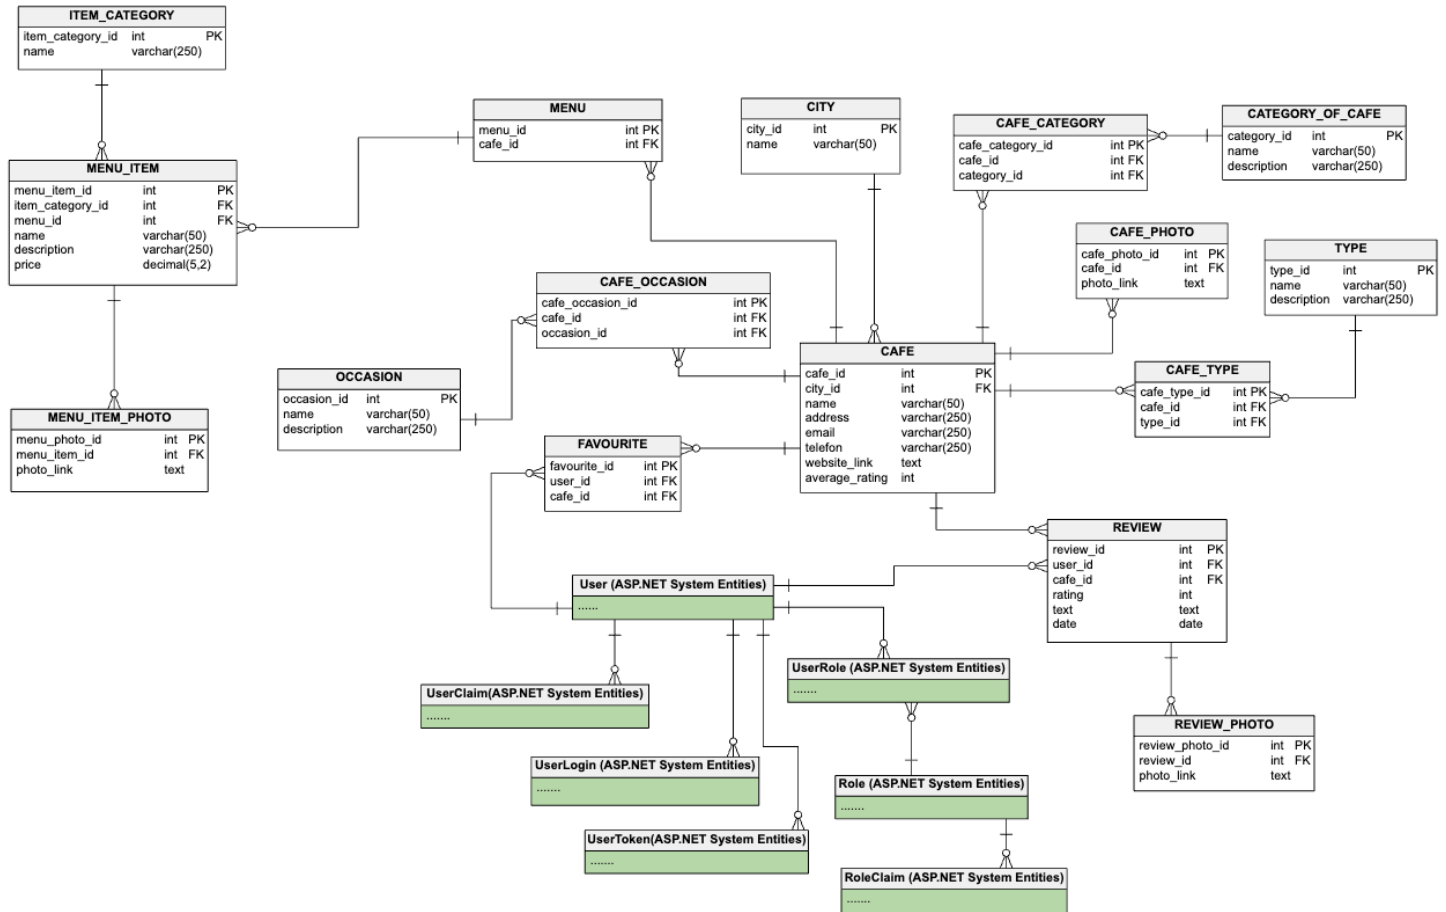 ITEM_CATEGORY
item_category_id int PK
name varchar(250)
MENU
menu_id int PK
cafe_id int FK
CITY
city_id int PK
name varchar(50)
CAFE_CATEGORY
cafe_category_id int PK
cafe_id int FK
category_id int FK
CATEGORY_OF_CAFE
category_id int PK
name varchar(50)
description varchar(250)
MENU_ITEM
menu_item_id int PK
item_category_id int FK
menu_id int FK
name varchar(50)
description varchar(250)
price decimal(5,2)
CAFE_PHOTO
cafe_photo_id int PK
cafe_id int FK
photo_link text
TYPE
type_id int PK
name varchar(50)
description varchar(250)
CAFE_OCCASION
cafe_occasion_id int PK
cafe_id int FK
occasion_id int FK
CAFE
cafe_id int PK
city_id int FK
name varchar(50)
address varchar(250)
email varchar(250)
telefon varchar(250)
website_link text
average_rating int
CAFE_TYPE
cafe_type_id int PK
cafe_id int FK
type_id int FK
OCCASION
occasion_id int PK
name varchar(50)
description varchar(250)
MENU_ITEM_PHOTO
menu_photo_id int PK
menu_item_id int FK
photo_link text
FAVOURITE
favourite_id int PK
user_id int FK
cafe_id int FK
REVIEW
review_id int PK
user_id int FK
cafe_id int FK
rating int
text text
date date
User (ASP.NET System Entities)
......
UserRole (ASP.NET System Entities)
.......
UserClaim(ASP.NET System Entities)
.......
REVIEW_PHOTO
review_photo_id int PK
review_id int FK
photo_link text
UserLogin (ASP.NET System Entities)
.......
Role (ASP.NET System Entities)
.......
UserToken(ASP.NET System Entities)
.......
RoleClaim (ASP.NET System Entities)
.......